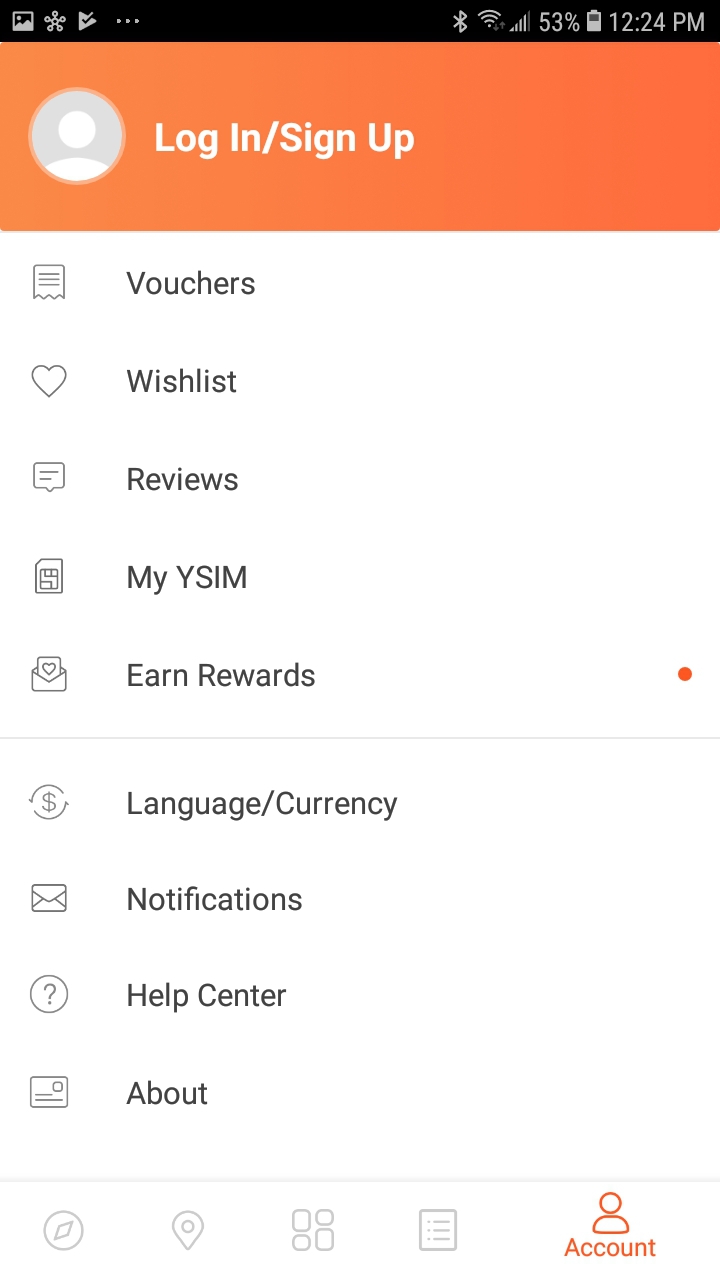 53% 12:24 PM
Log In/Sign Up
Vouchers
Wishlist
Reviews
My YSIM
Earn Rewards
Language/Currency
Notifications
Help Center
About
Account